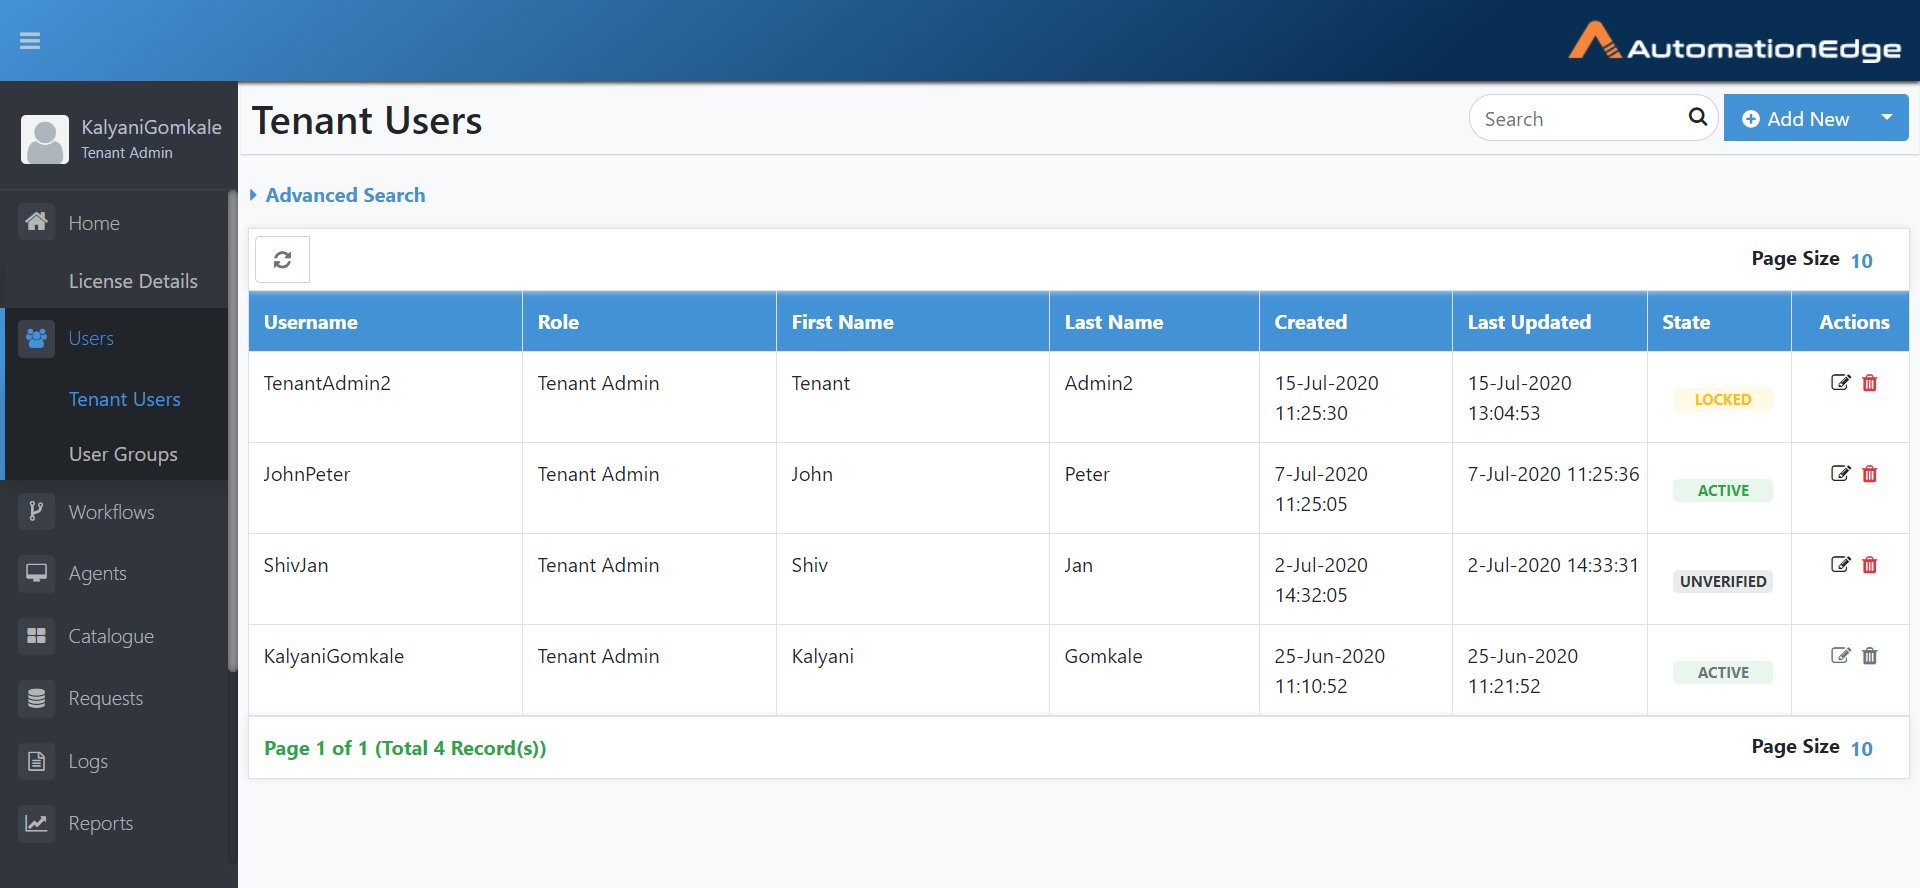 AutomationEdge
KalyaniGomkale
Tenant Admin
Tenant Users
Search
Add New
Home
License Details
Users
Tenant Users
User Groups
Workflows
Agents
Catalogue
Requests
Logs
Reports
Advanced Search
Page Size 10
Username Role First Name Last Name Created Last Updated State Actions
TenantAdmin2 Tenant Admin Tenant Admin2 15-Jul-2020 15-Jul-2020
11:25:30 13:04:53
LOCKED
JohnPeter Tenant Admin John Peter 7-Jul-2020 7-Jul-2020 11:25:36
11:25:05
ACTIVE
ShivJan Tenant Admin Shiv Jan 2-Jul-2020 2-Jul-2020 14:33:31
14:32:05
UNVERIFIED
KalyaniGomkale Tenant Admin Kalyani Gomkale 25-Jun-2020 25-Jun-2020
11:10:52 11:21:52
ACTIVE
Page 1 of 1 (Total 4 Record(s))
Page Size 10